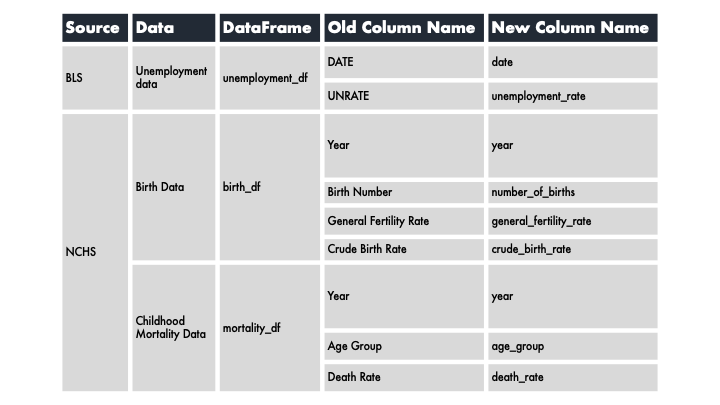 Source Data DataFrame Old Column Name New Column Name
BLS Unemployment data unemployment_df DATE date
UNRATE unemployment_rate
NCHS Birth Data birth_df Year year
Birth Number number_of_births
General Fertility Rate general_fertility_rate
Crude Birth Rate crude_birth_rate
Childhood Mortality Data mortality_df Year year
Age Group age_group
Death Rate death_rate